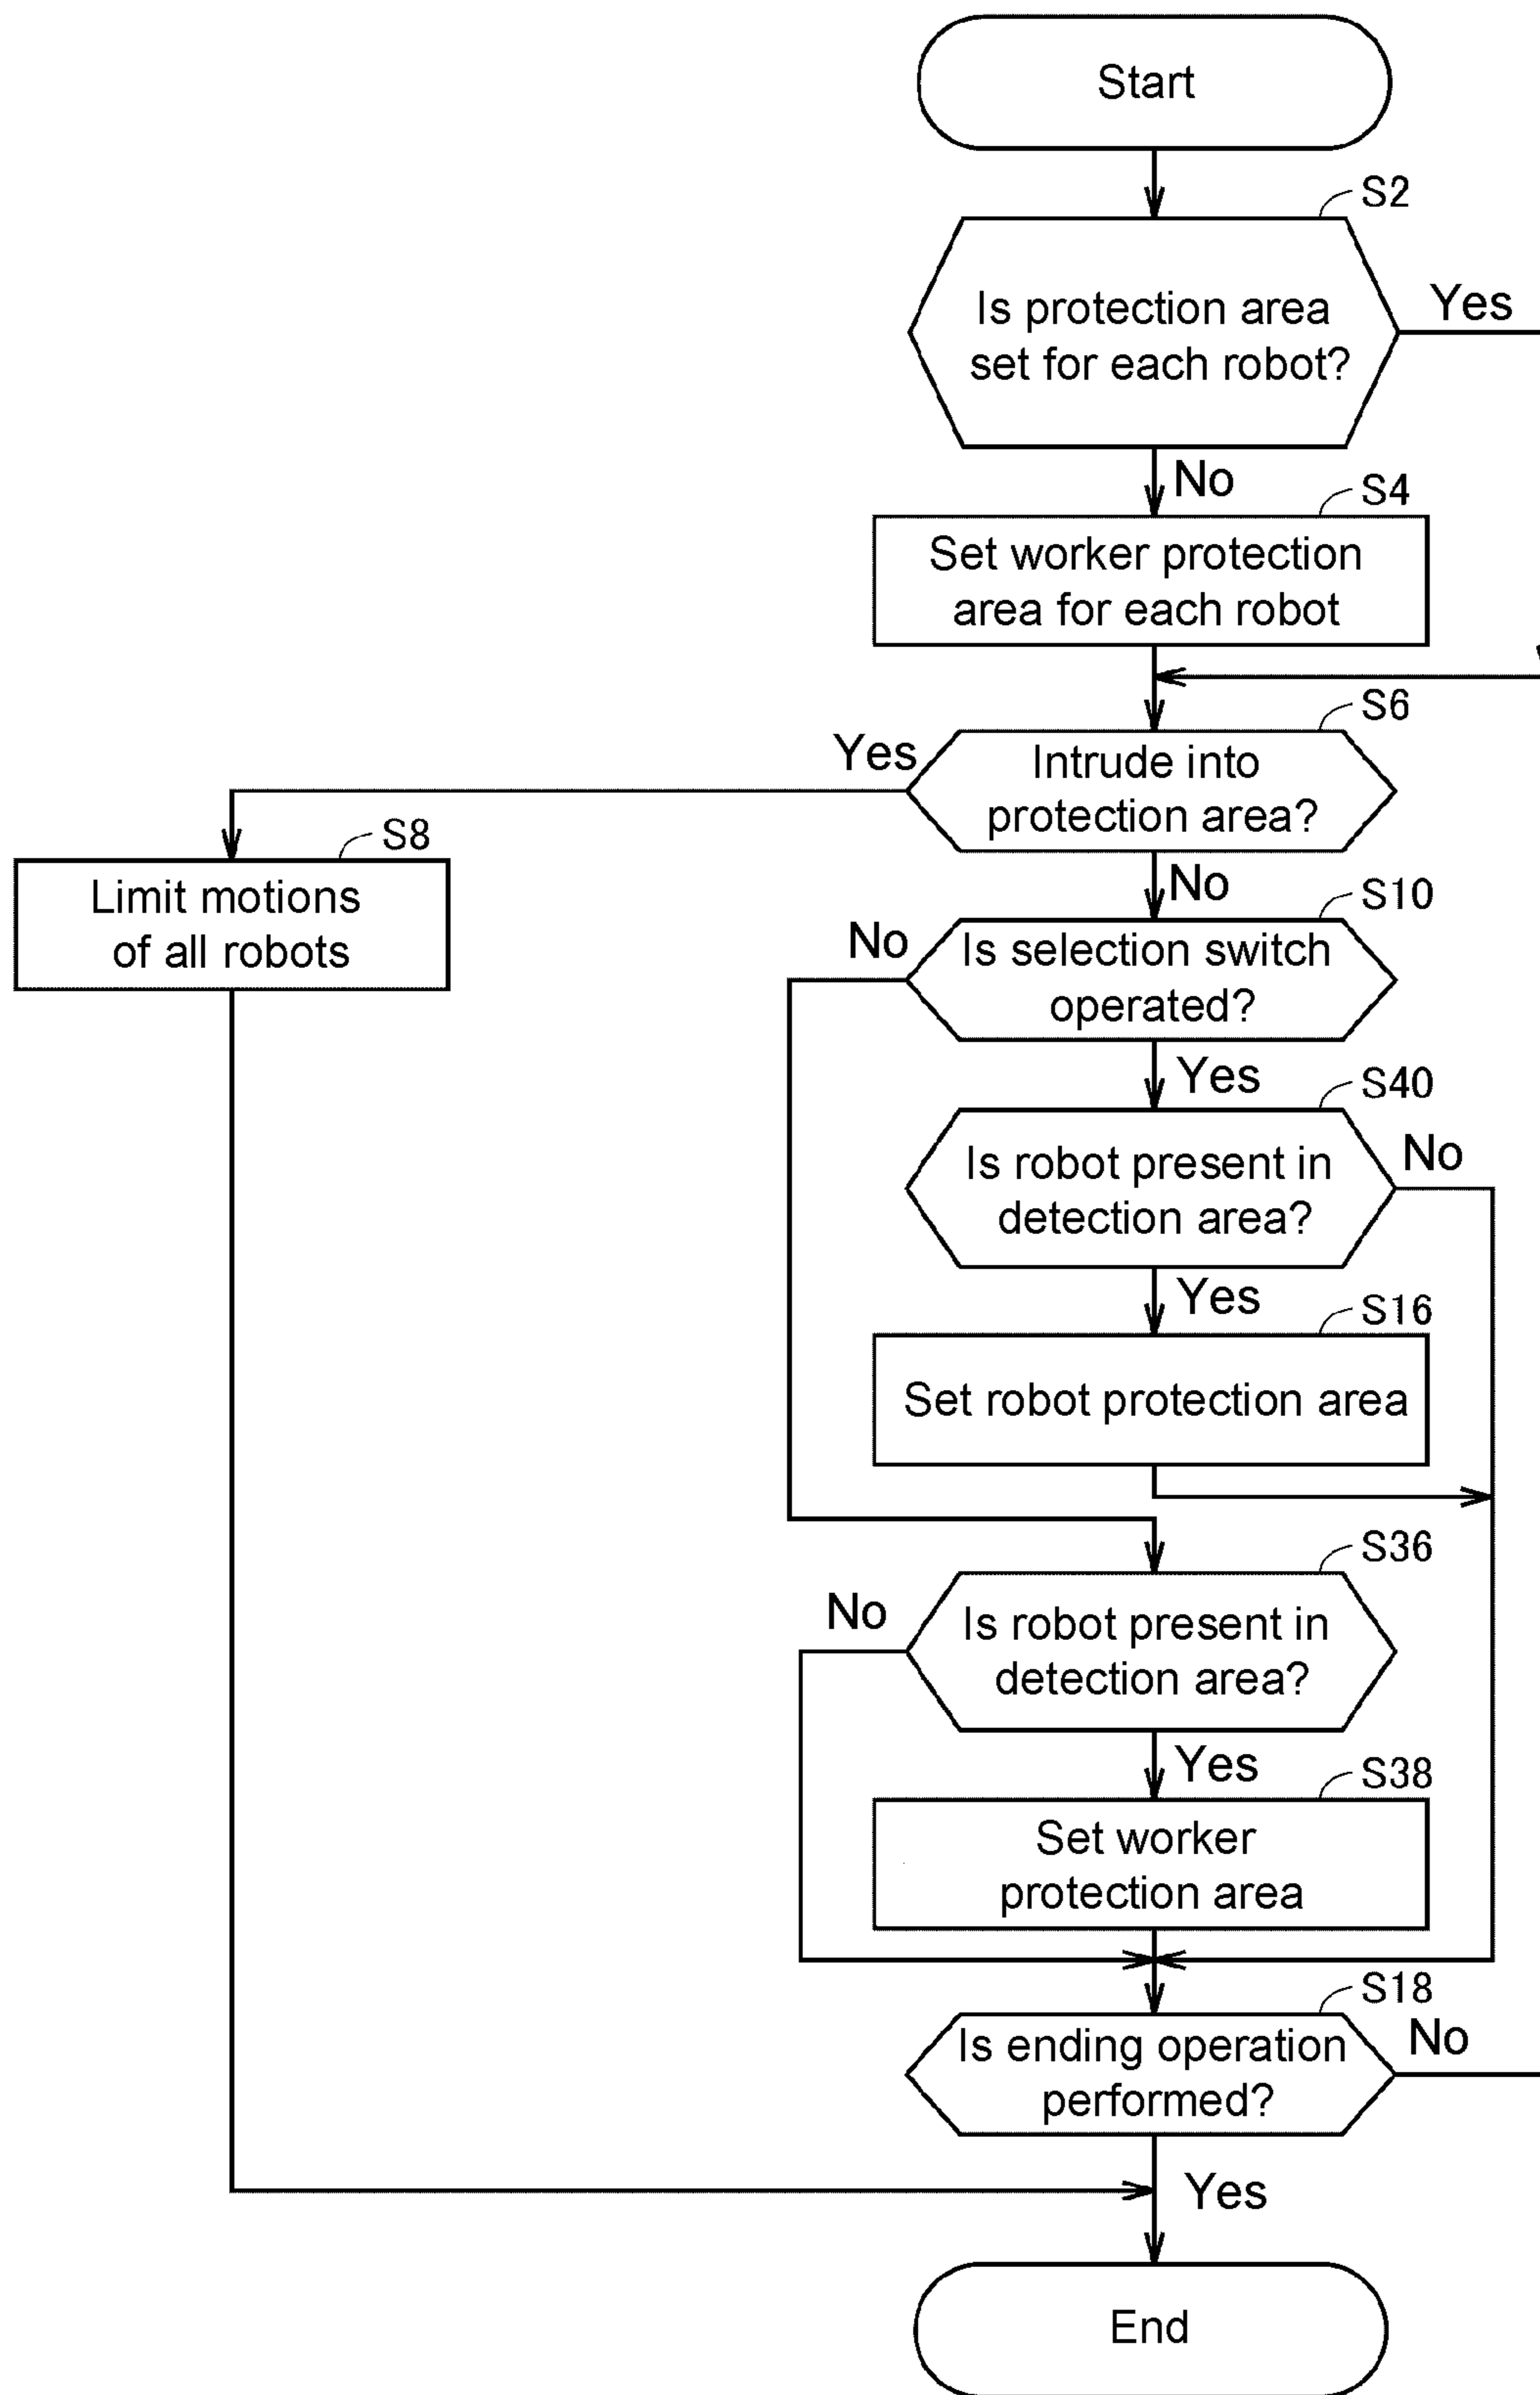 Start
S2
Is protection area
set for each robot?
Yes
No
S4
Set worker protection
area for each robot
S6
Yes
Intrude into
protection area?
S8
Limit motions
of all robots
No
S10
No
Is selection switch
operated?
Yes
S40
Is robot present in
detection area?
No
Yes
S16
Set robot protection area
S36
No
Is robot present in
detection area?
Yes
S38
Set worker
protection area
S18
Is ending operation
performed?
No
Yes
End